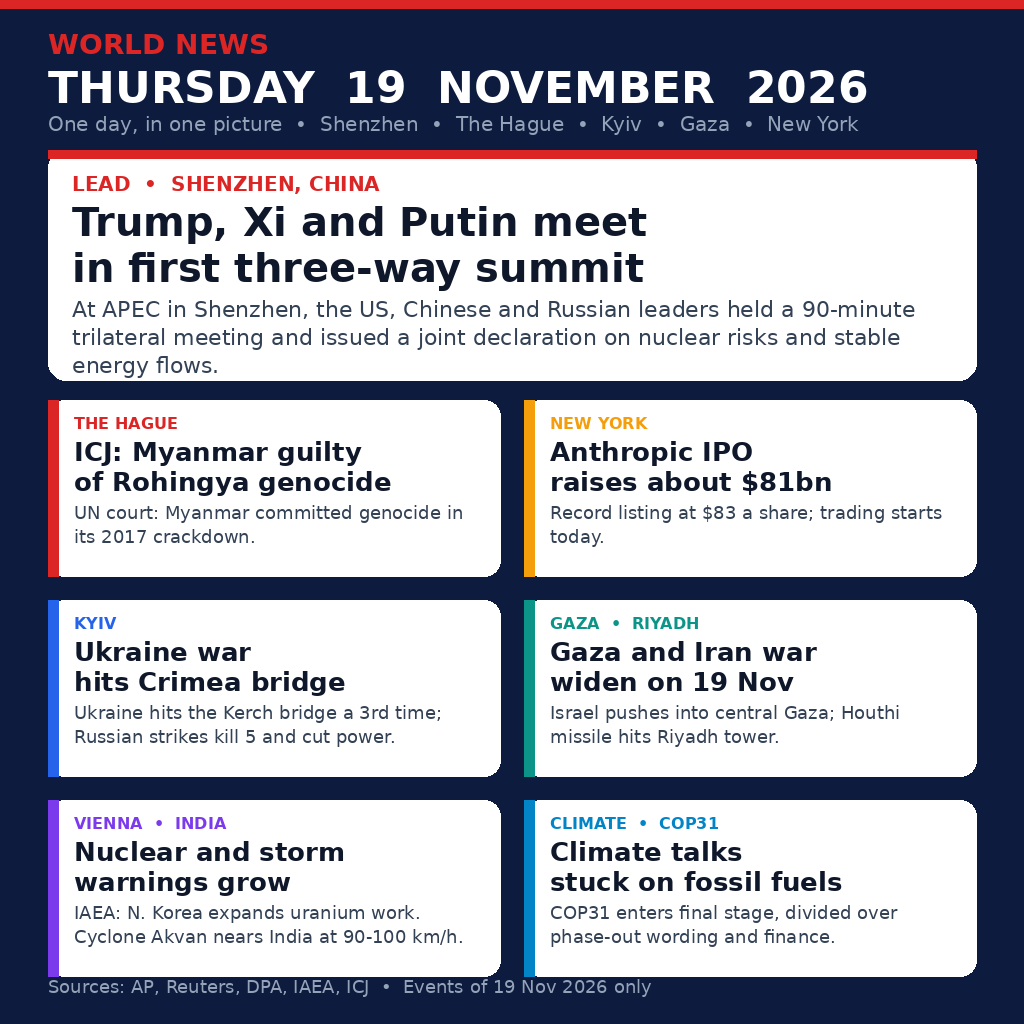 WORLD NEWS
THURSDAY 19 NOVEMBER 2026
One day, in one picture • Shenzhen • The Hague • Kyiv • Gaza • New York
LEAD • SHENZHEN, CHINA
Trump, Xi and Putin meet
in first three-way summit
At APEC in Shenzhen, the US, Chinese and Russian leaders held a 90-minute
trilateral meeting and issued a joint declaration on nuclear risks and stable
energy flows.
THE HAGUE
ICJ: Myanmar guilty
of Rohingya genocide
UN court: Myanmar committed genocide in
its 2017 crackdown.
NEW YORK
Anthropic IPO
raises about $81bn
Record listing at $83 a share; trading starts
today.
KYIV
Ukraine war
hits Crimea bridge
Ukraine hits the Kerch bridge a 3rd time;
Russian strikes kill 5 and cut power.
GAZA • RIYADH
Gaza and Iran war
widen on 19 Nov
Israel pushes into central Gaza; Houthi
missile hits Riyadh tower.
VIENNA • INDIA
Nuclear and storm
warnings grow
IAEA: N. Korea expands uranium work.
Cyclone Akvan nears India at 90-100 km/h.
CLIMATE • COP31
Climate talks
stuck on fossil fuels
COP31 enters final stage, divided over
phase-out wording and finance.
Sources: AP, Reuters, DPA, IAEA, ICJ • Events of 19 Nov 2026 only